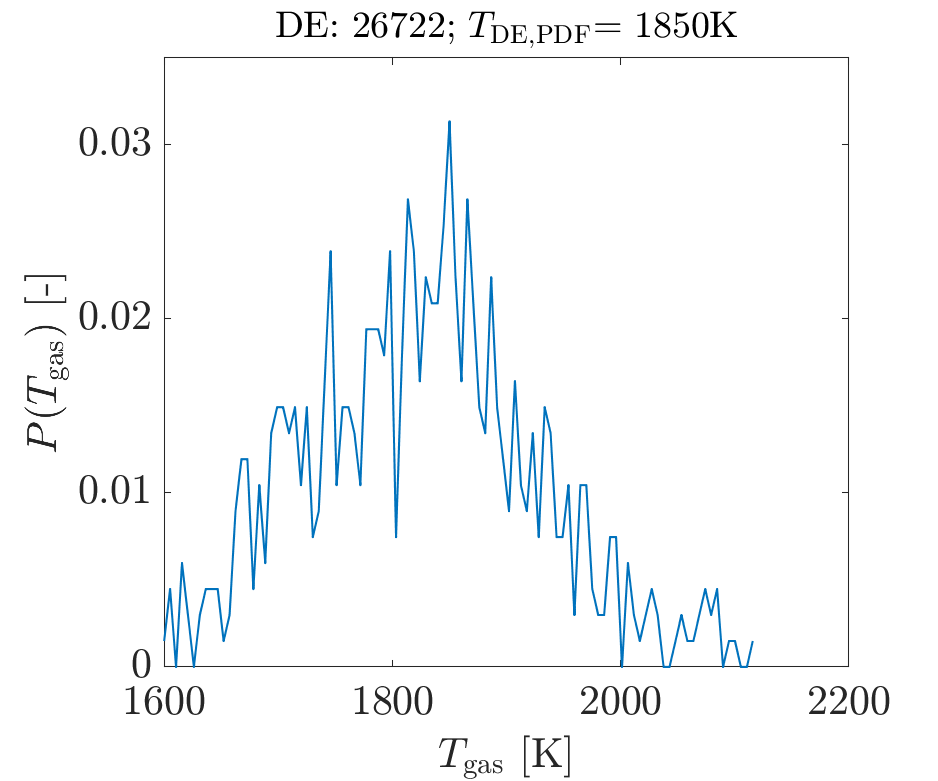 DE: 26722; T_DE,PDF= 1850K
0.03
0.02
0.01
0
1600 1800 2000 2200
P(T_gas) [-]
T_gas [K]